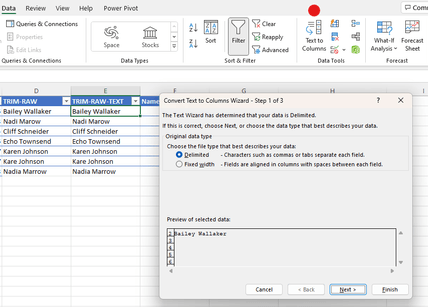 Data Review View Help Power Pivot
Comm
Queries & Connections
Properties
Edit Links
Queries & Connections
Space
Stocks
Data Types
Sort
Filter
Clear
Reapply
Advanced
Sort & Filter
Text to
Columns
Data Tools
What-If
Analysis
Forecast
Sheet
Forecast
D E F G H I
TRIM-RAW TRIM-RAW-TEXT Name
Bailey Wallaker Bailey Wallaker
Nadi Marow Nadi Marow
Cliff Schneider Cliff Schneider
Echo Townsend Echo Townsend
Karen Johnson Karen Johnson
Kare Johnson Kare Johnson
Nadia Marrow Nadia Marrow
Convert Text to Columns Wizard - Step 1 of 3
? ×
The Text Wizard has determined that your data is Delimited.
If this is correct, choose Next, or choose the data type that best describes your data.
Original data type
Choose the file type that best describes your data:
Delimited - Characters such as commas or tabs separate each field.
Fixed width - Fields are aligned in columns with spaces between each field.
Preview of selected data:
2 Bailey Wallaker
3
4
5
6
Cancel < Back Next > Finish